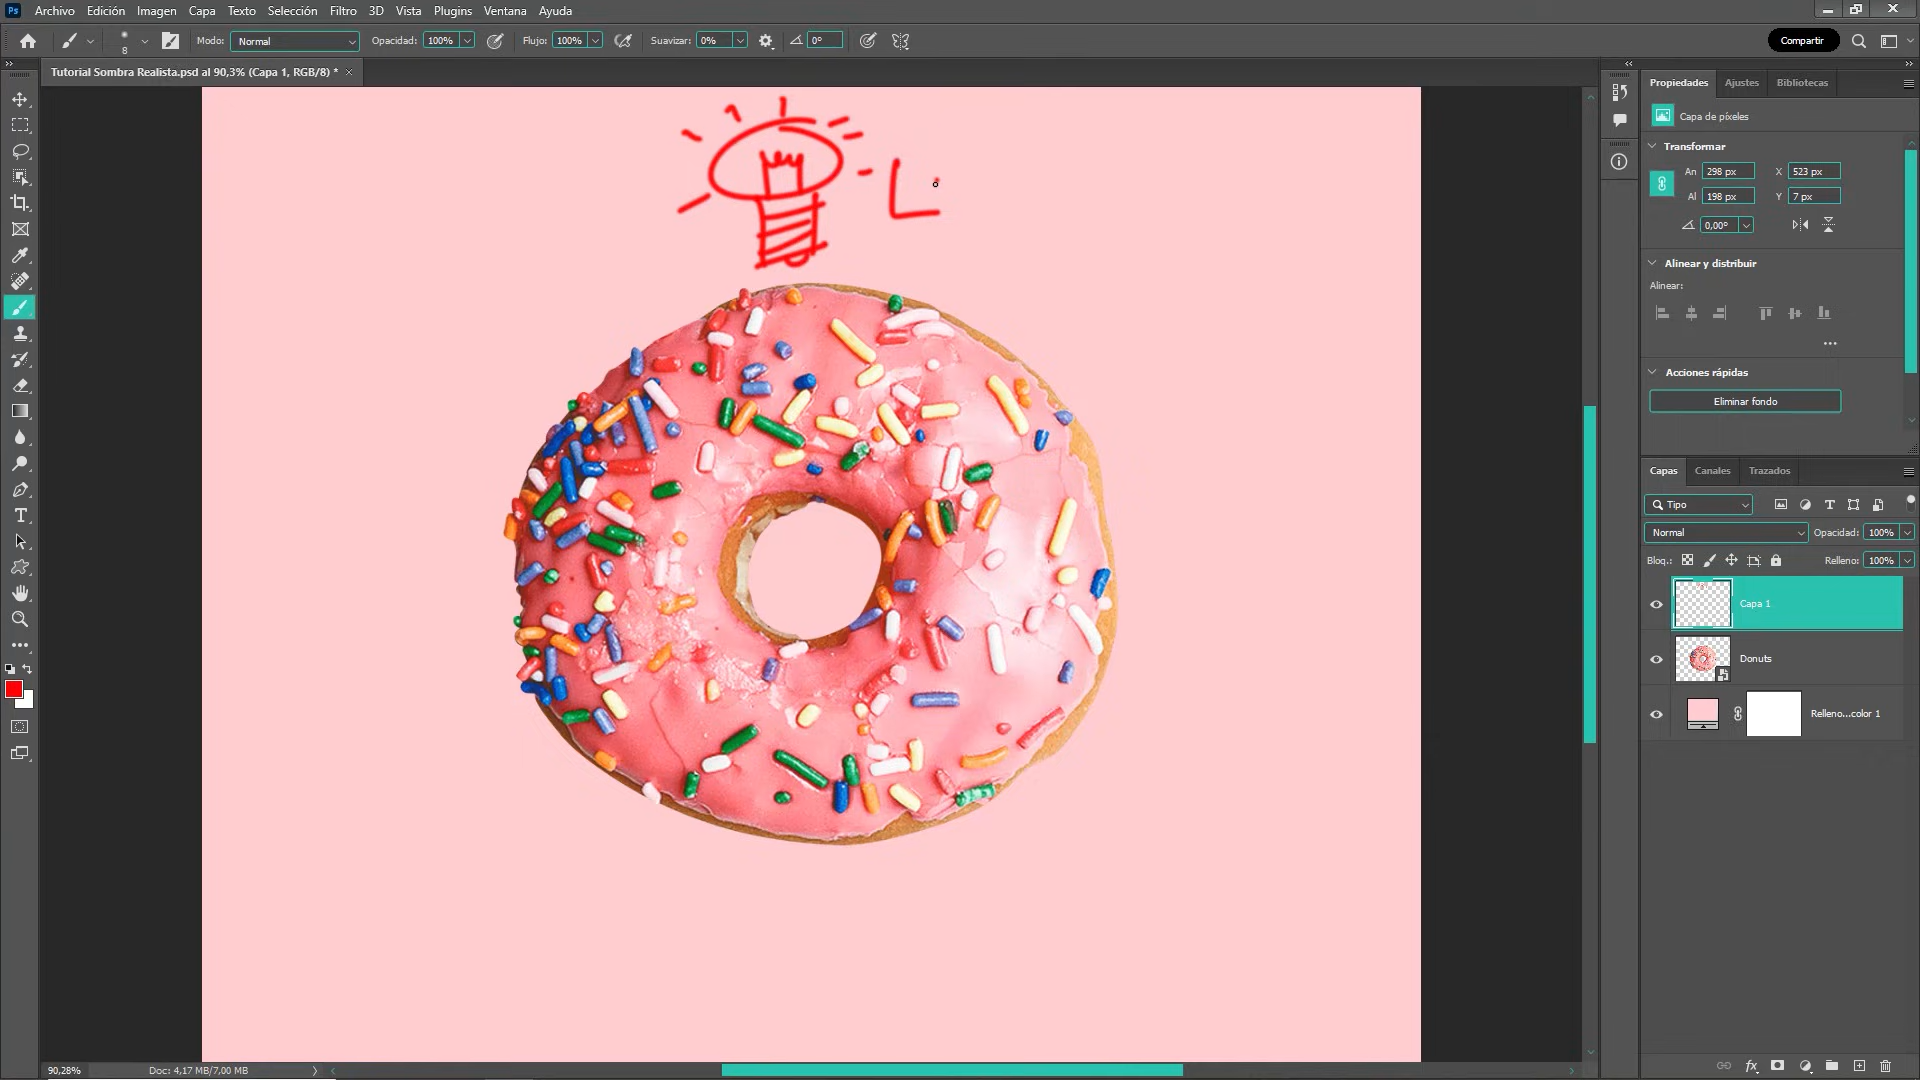 Ps Archivo Edición Imagen Capa Texto Selección Filtro 3D Vista Plugins Ventana Ayuda
8 Modo: Normal Opacidad: 100% Flujo: 100% Suavizar: 0% 0° Compartir
Tutorial Sombra Realista.psd al 90,3% (Capa 1, RGB/8) *
L
Propiedades Ajustes Bibliotecas
Capa de píxeles
Transformar
An 298 px X 523 px
Al 198 px Y 7 px
0,00°
Alinear y distribuir
Alinear:
Acciones rápidas
Eliminar fondo
Capas Canales Trazados
Tipo
Normal Opacidad: 100%
Bloq.: Relleno: 100%
Capa 1
Donuts
Relleno...color 1
90,28% Doc: 4,17 MB/7,00 MB